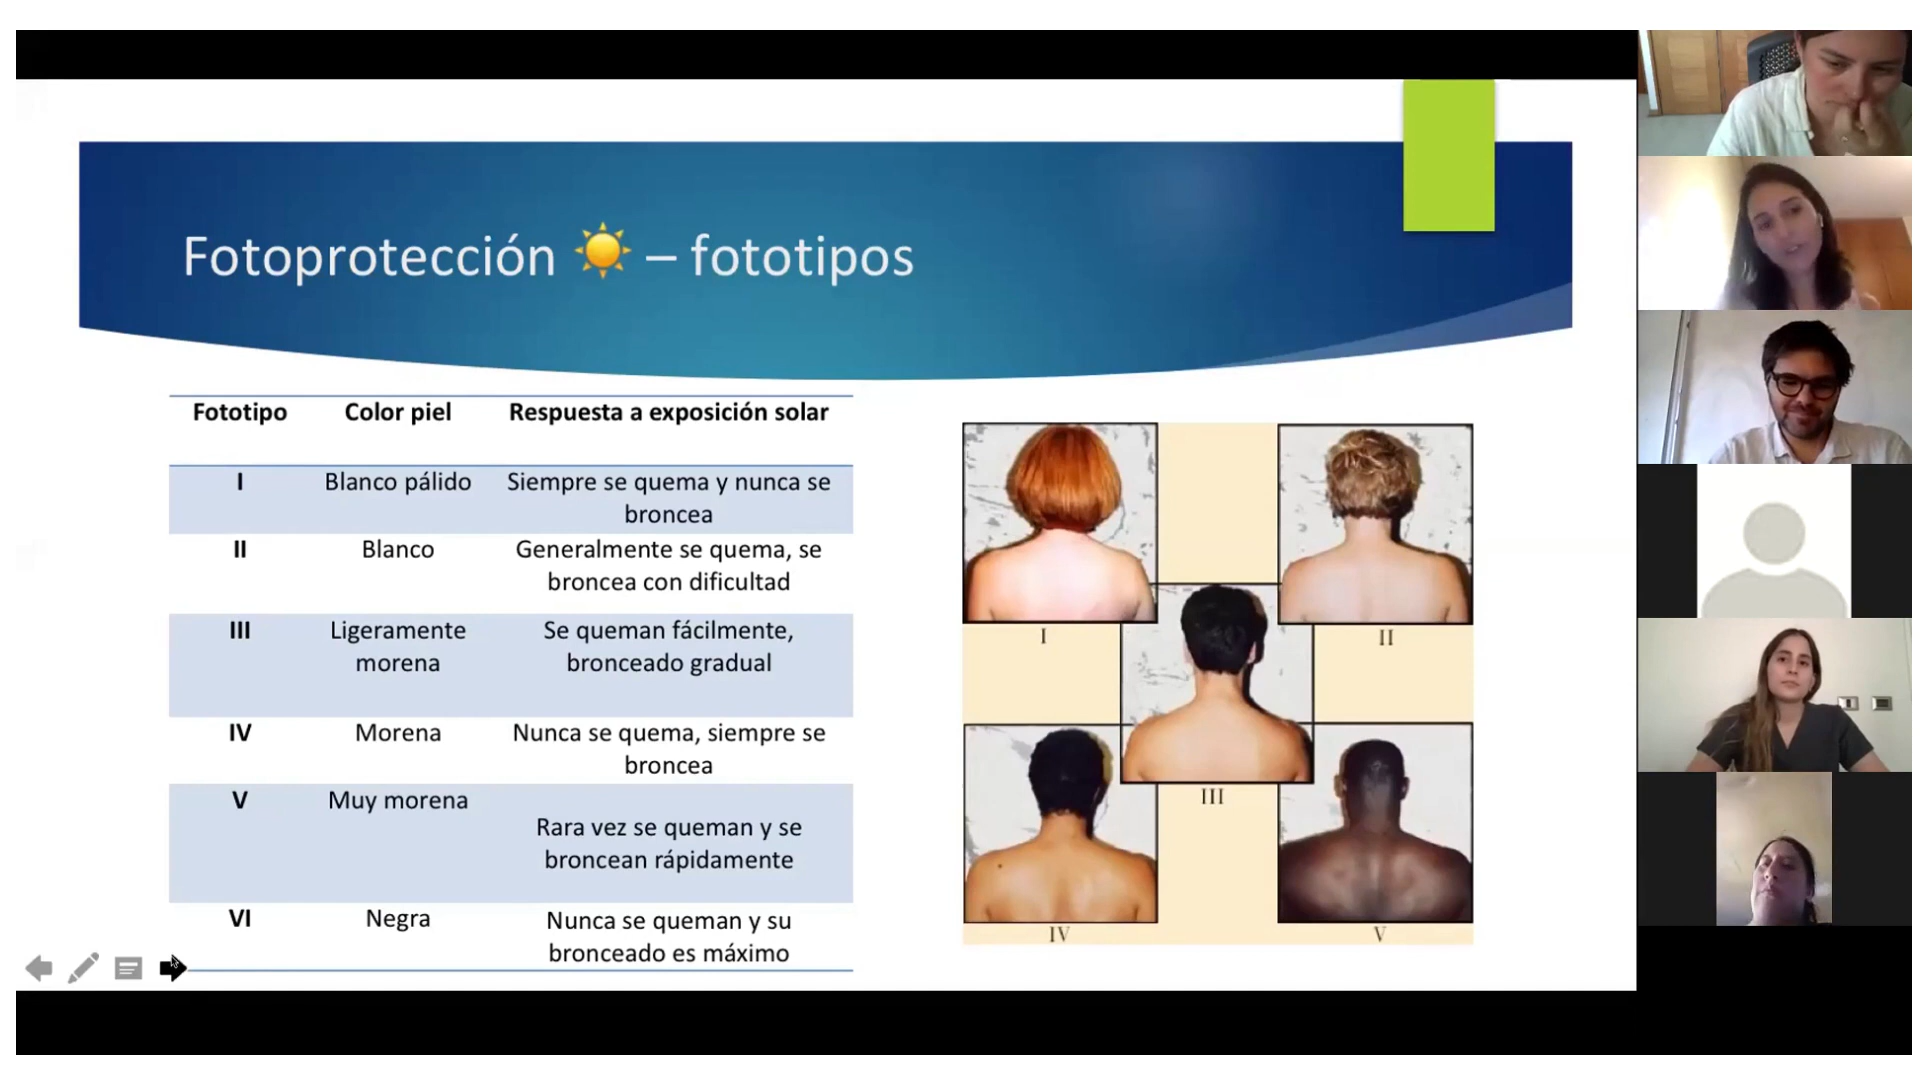 Fotoprotección ☀️ – fototipos
Fototipo Color piel Respuesta a exposición solar
I Blanco pálido Siempre se quema y nunca se
broncea
II Blanco Generalmente se quema, se
broncea con dificultad
III Ligeramente Se queman fácilmente,
morena bronceado gradual
IV Morena Nunca se quema, siempre se
broncea
V Muy morena
Rara vez se queman y se
broncean rápidamente
VI Negra Nunca se queman y su
bronceado es máximo
I II
III
IV V